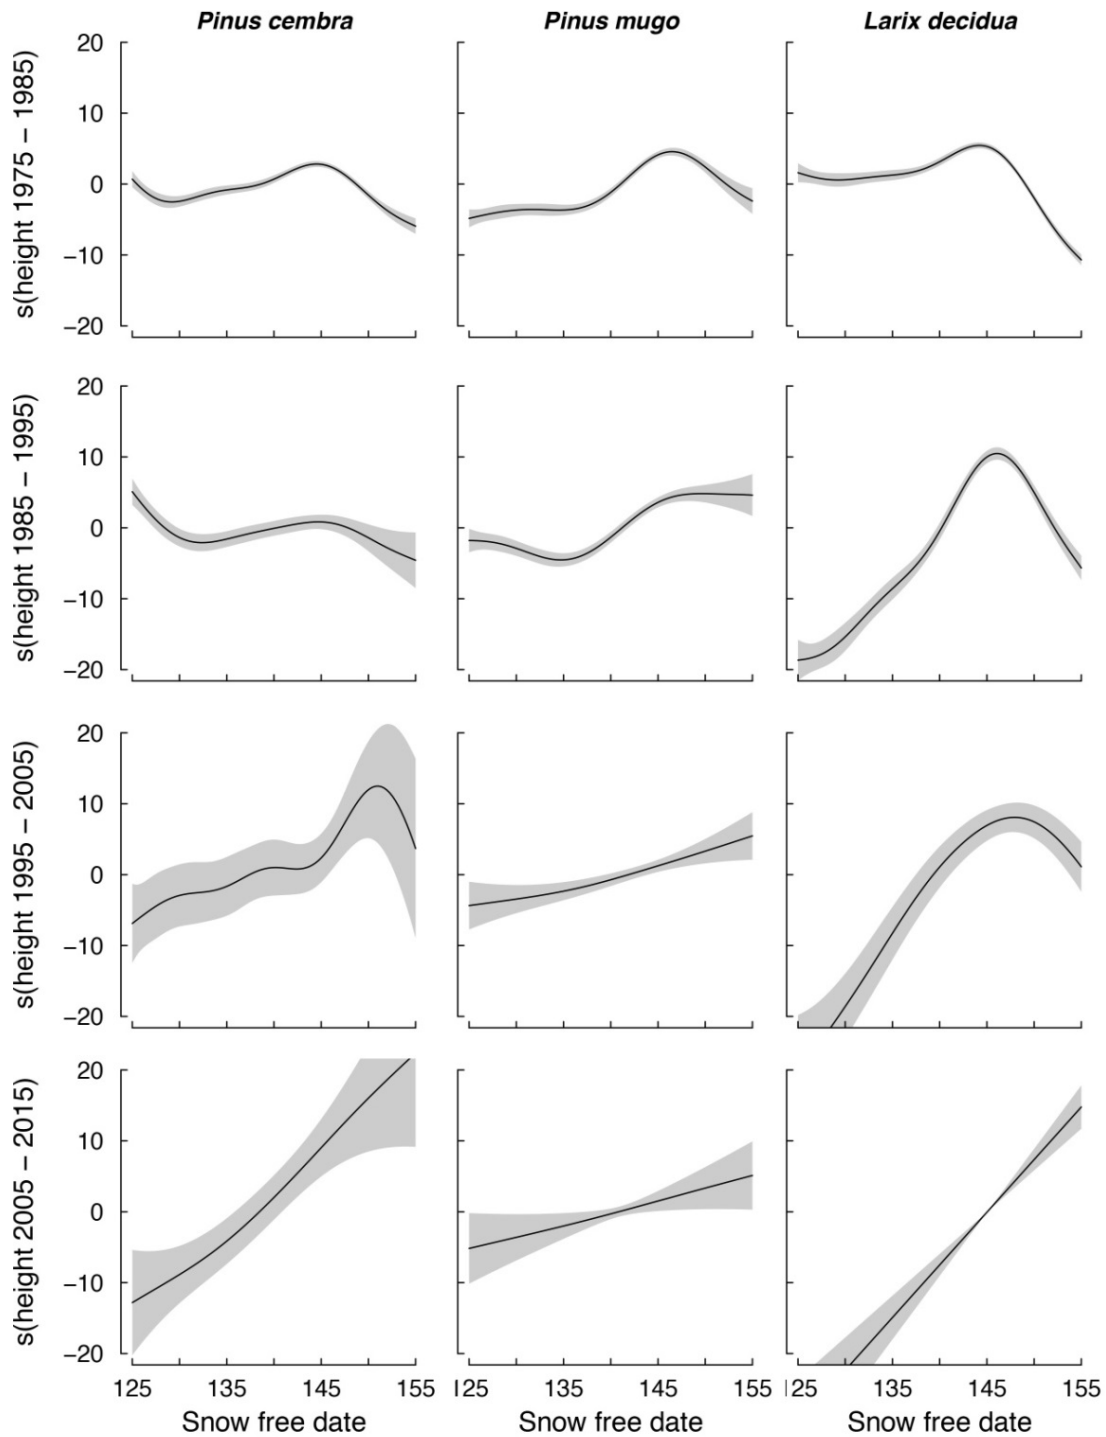 Pinus cembra Pinus mugo Larix decidua
s(height 1975 − 1985)
20
10
0
−10
−20
s(height 1985 − 1995)
20
10
0
−10
−20
s(height 1995 − 2005)
20
10
0
−10
−20
s(height 2005 − 2015)
20
10
0
−10
−20
125 135 145 155 125 135 145 155 125 135 145 155
Snow free date Snow free date Snow free date